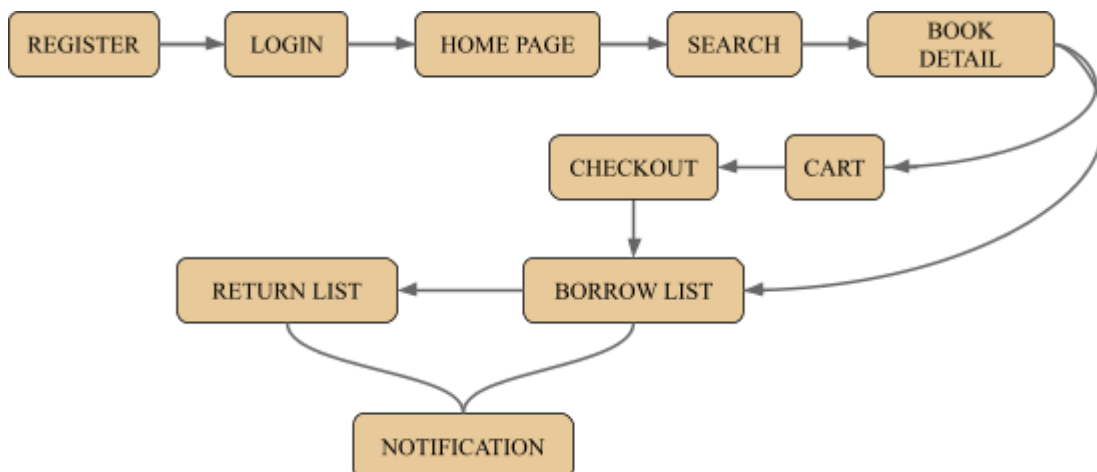 REGISTER
LOGIN
HOME PAGE
SEARCH
BOOK
DETAIL
CHECKOUT
CART
RETURN LIST
BORROW LIST
NOTIFICATION